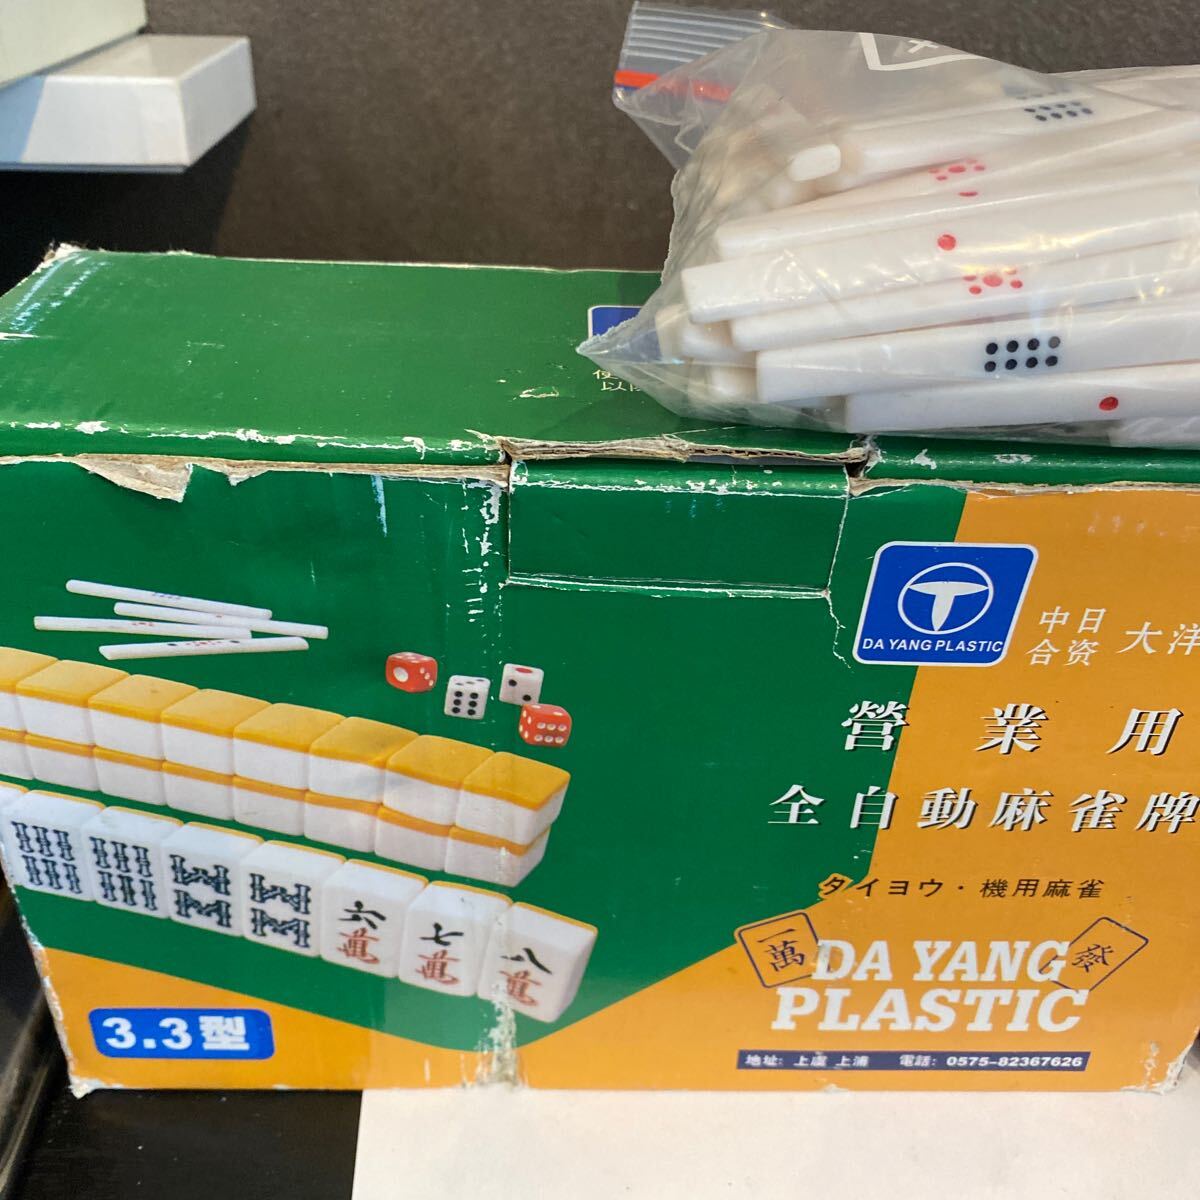 DA YANG PLASTIC
中日
合资
大洋
營業用
全自動麻雀牌
タイヨウ・機用麻雀
一萬
發
DA YANG
PLASTIC
地址: 上虞 上浦 電話: 0575-82367626
六萬
七萬
八萬
3.3型